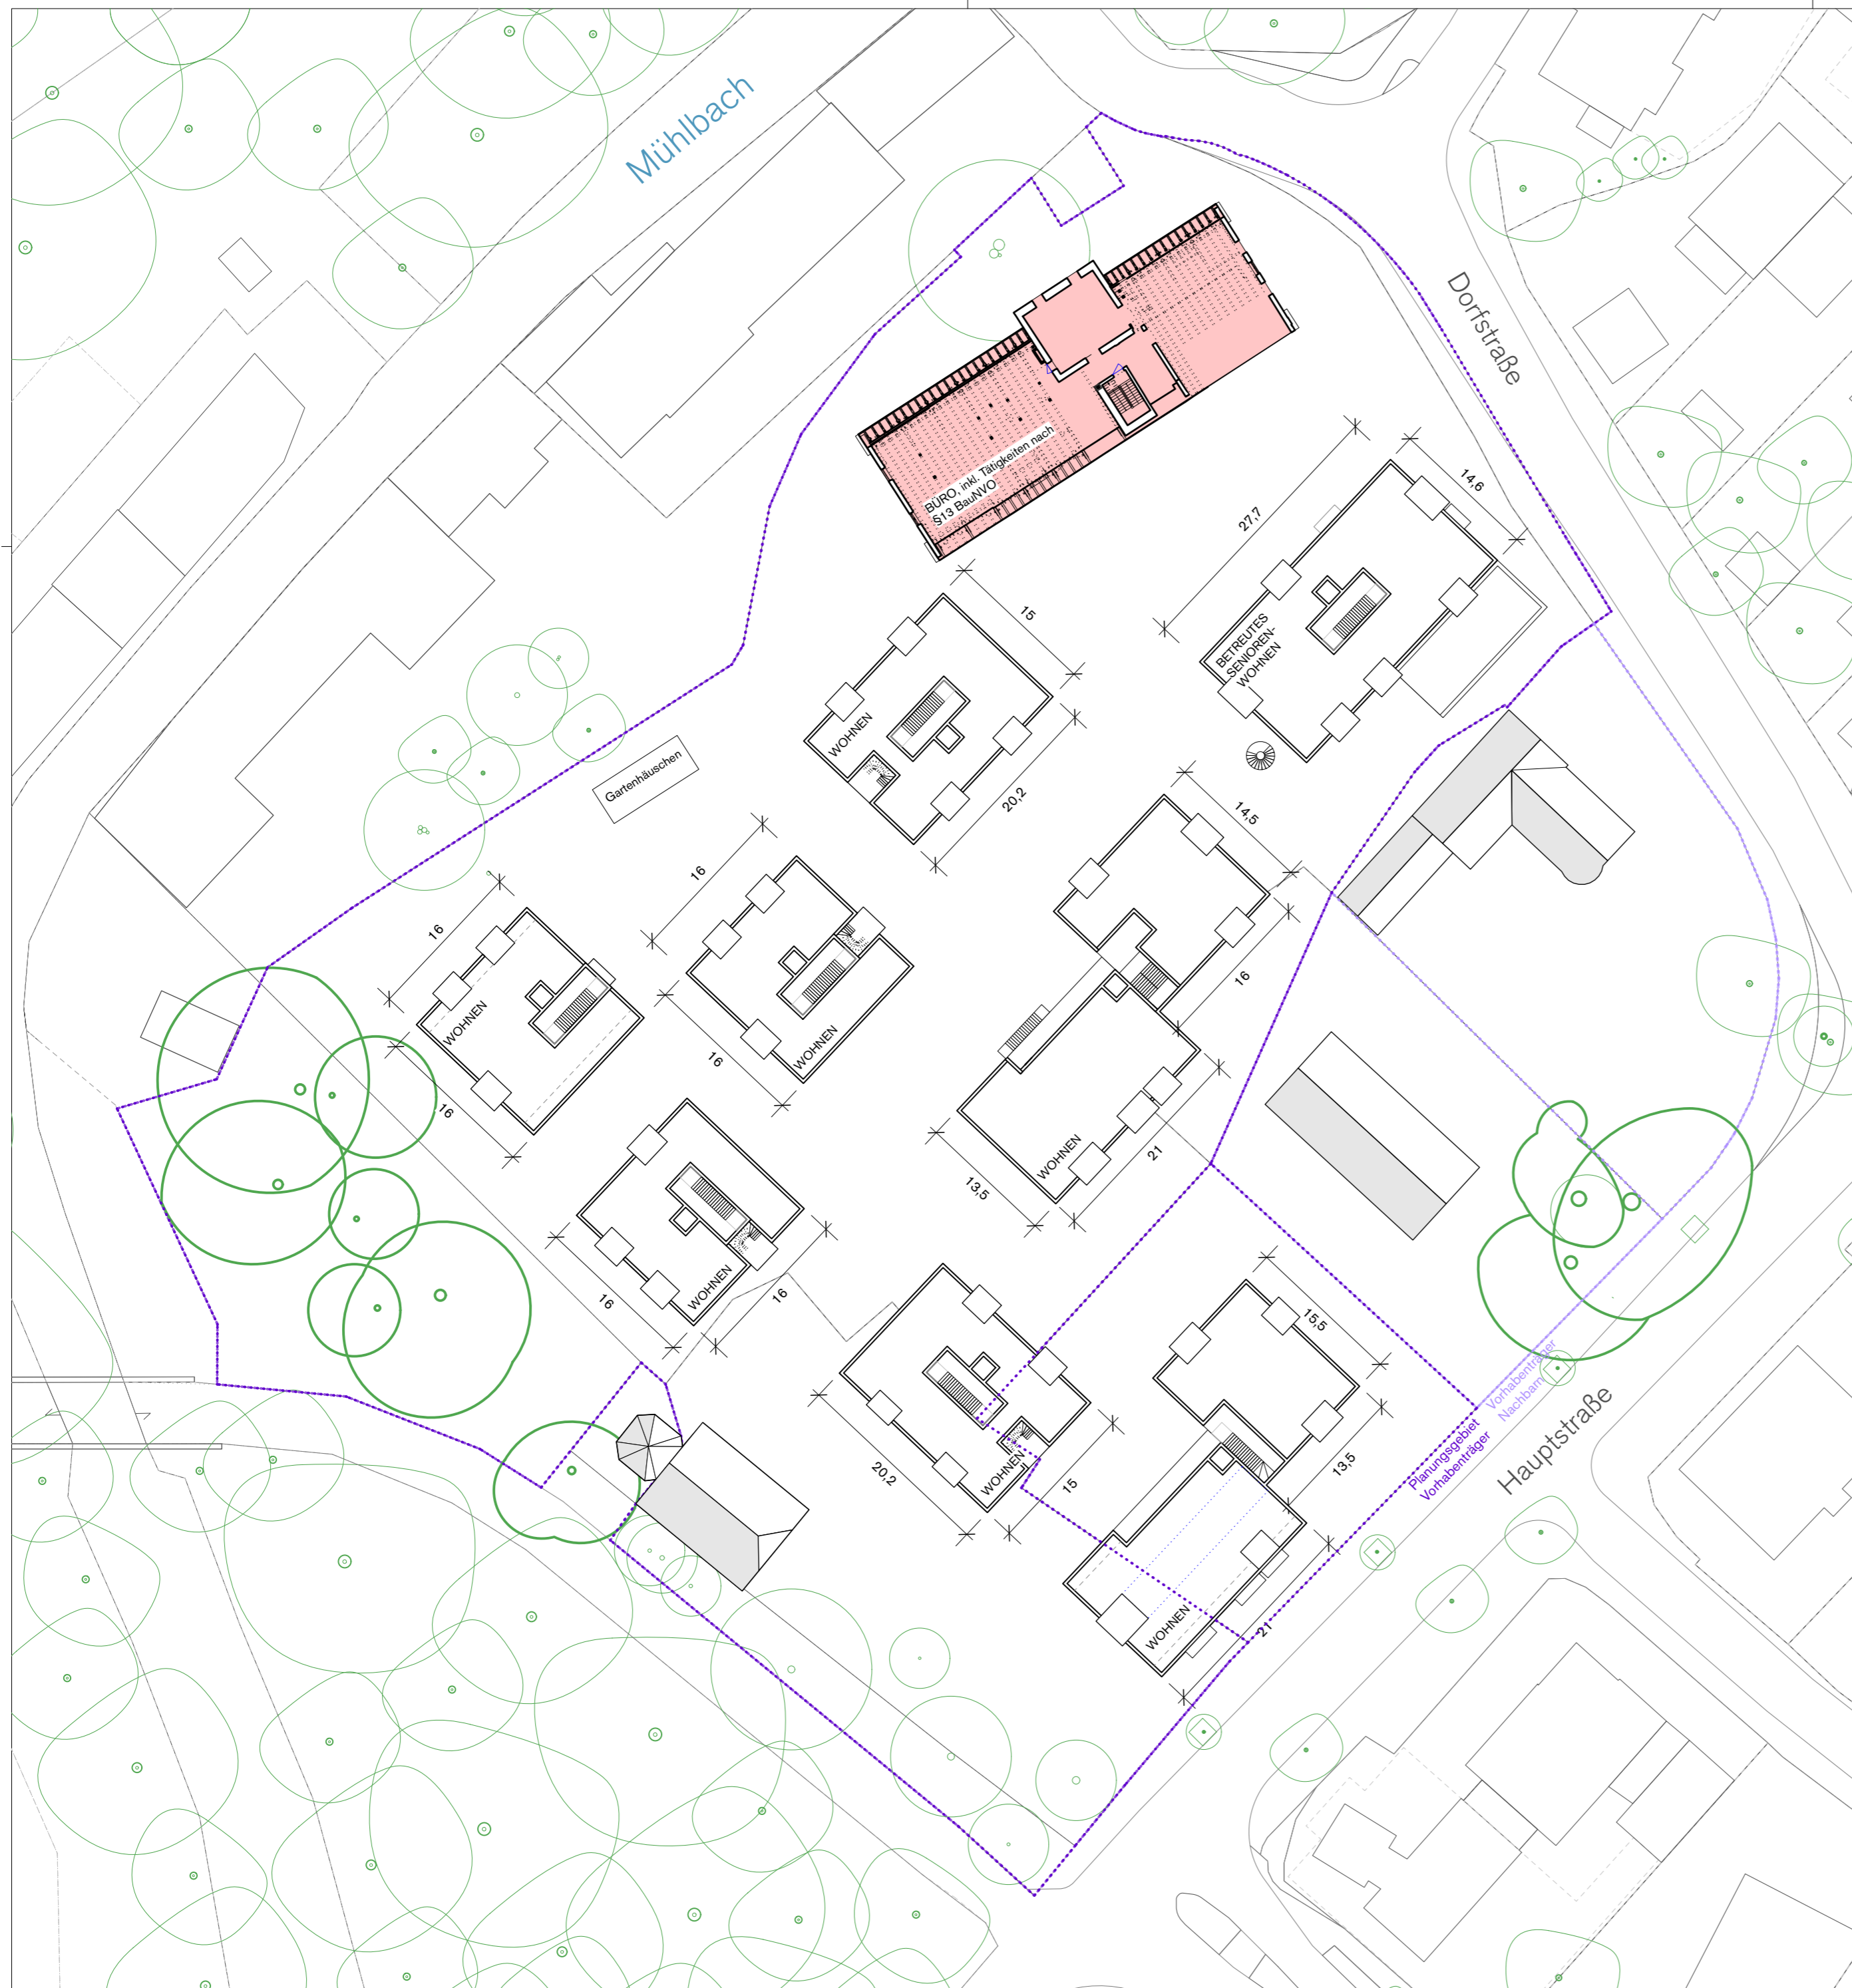 Mühlbach
Dorfstraße
BÜRO, inkl. Tätigkeiten nach
§13 BauNVO
14,6
27,7
BETREUTES
SENIOREN-
WOHNEN
15
WOHNEN
20,2
Gartenhäuschen
14,5
16
16
16
WOHNEN
16
WOHNEN
16
16
WOHNEN
21
13,5
WOHNEN
16
16
15,5
WOHNEN
20,2
15
13,5
WOHNEN
21
Vorhabenträger
Nachbarn
Planungsgebiet
Vorhabenträger
Hauptstraße